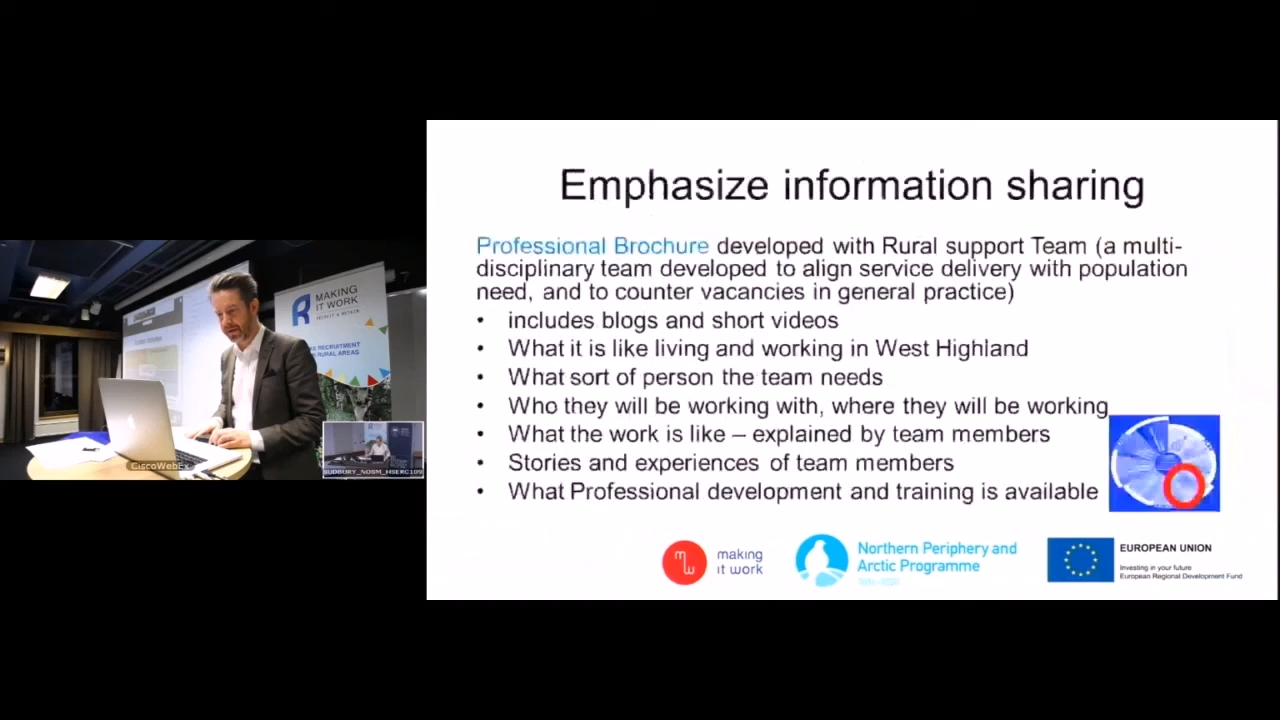 Emphasize information sharing
Professional Brochure developed with Rural support Team (a multi-
disciplinary team developed to align service delivery with population
need, and to counter vacancies in general practice)
• includes blogs and short videos
• What it is like living and working in West Highland
• What sort of person the team needs
• Who they will be working with, where they will be working
• What the work is like – explained by team members
• Stories and experiences of team members
• What Professional development and training is available
making
it work
Northern Periphery and
Arctic Programme
EUROPEAN UNION
Investing in your future
European Regional Development Fund
MAKING
IT WORK
RECRUITMENT
RURAL AREAS
CiscoWebEx
SUDBURY_NOSM_HSERC109